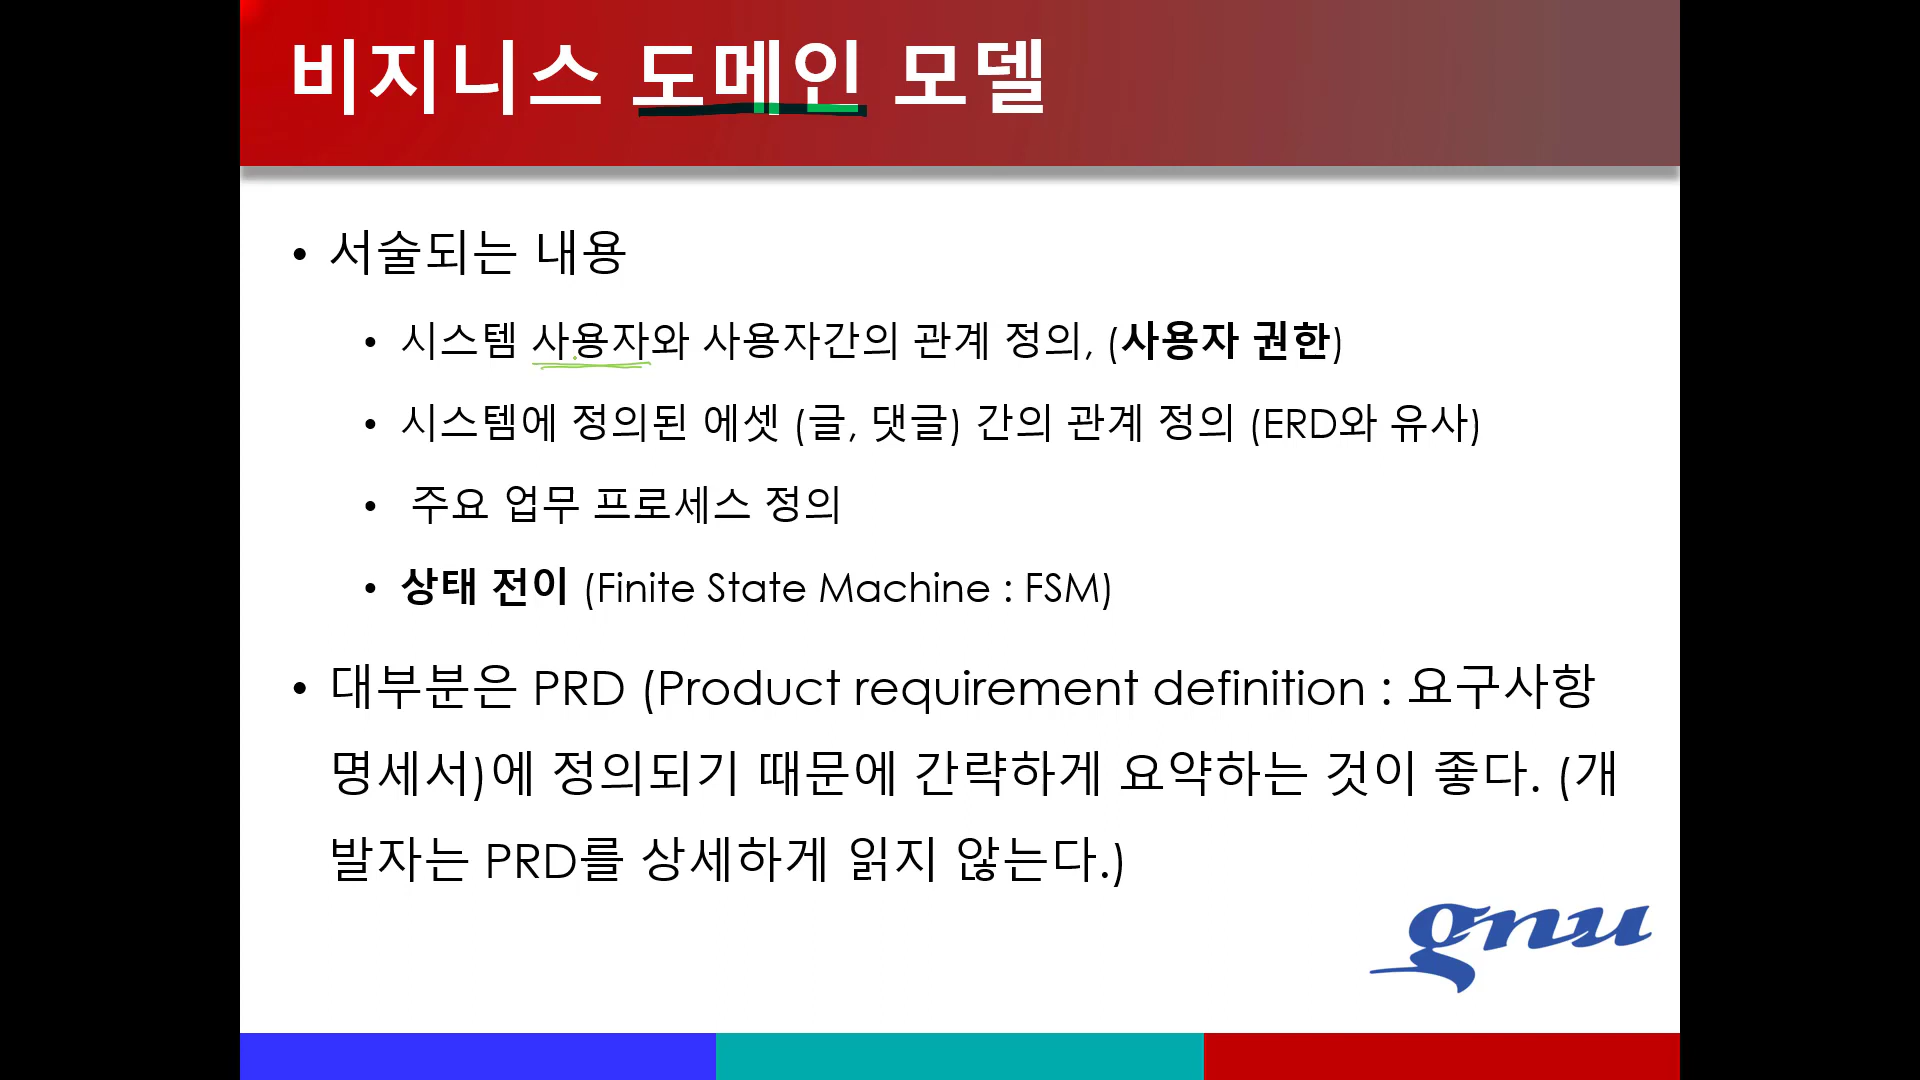 비지니스 도메인 모델
• 서술되는 내용
• 시스템 사용자와 사용자간의 관계 정의, (사용자 권한)
• 시스템에 정의된 에셋 (글, 댓글) 간의 관계 정의 (ERD와 유사)
• 주요 업무 프로세스 정의
• 상태 전이 (Finite State Machine : FSM)
• 대부분은 PRD (Product requirement definition : 요구사항
명세서)에 정의되기 때문에 간략하게 요약하는 것이 좋다. (개
발자는 PRD를 상세하게 읽지 않는다.)
gnu